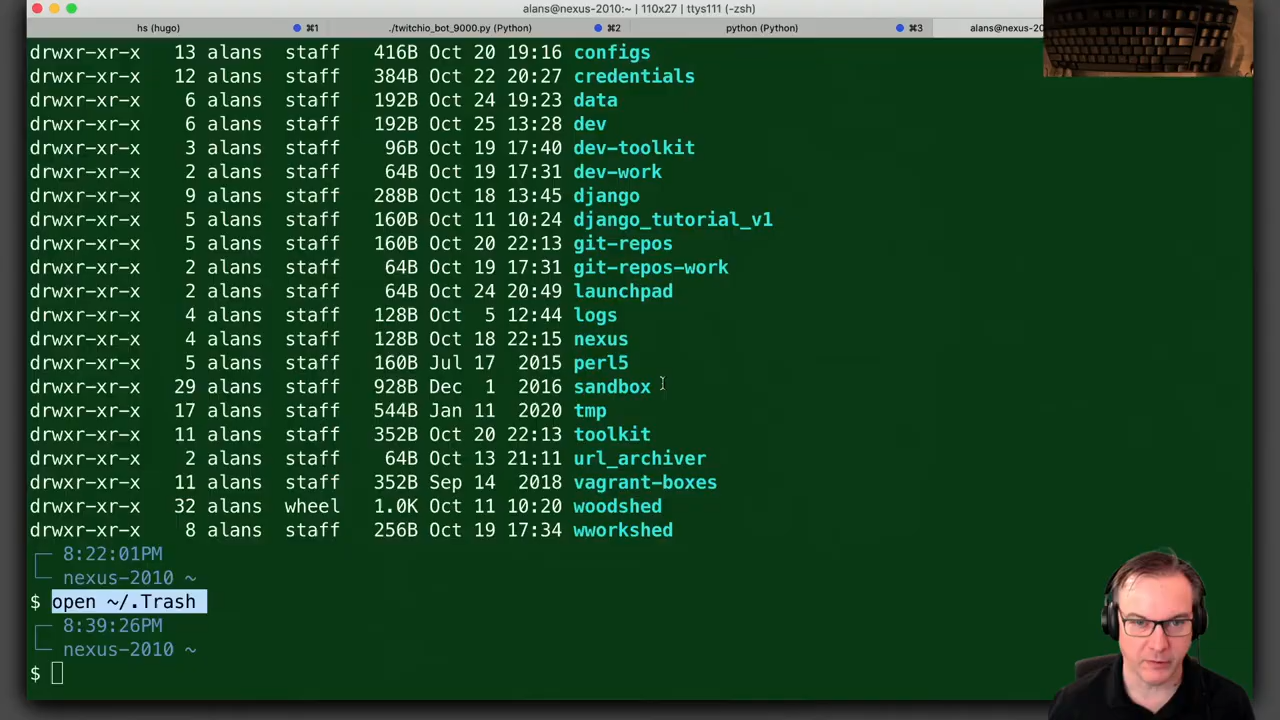 alans@nexus-2010:~ | 110x27 | ttys111 (-zsh)
hs (hugo) ⌘1 ./twitchio_bot_9000.py (Python) ⌘2 python (Python) ⌘3 alans@nexus-20
drwxr-xr-x 13 alans staff 416B Oct 20 19:16 configs
drwxr-xr-x 12 alans staff 384B Oct 22 20:27 credentials
drwxr-xr-x 6 alans staff 192B Oct 24 19:23 data
drwxr-xr-x 6 alans staff 192B Oct 25 13:28 dev
drwxr-xr-x 3 alans staff 96B Oct 19 17:40 dev-toolkit
drwxr-xr-x 2 alans staff 64B Oct 19 17:31 dev-work
drwxr-xr-x 9 alans staff 288B Oct 18 13:45 django
drwxr-xr-x 5 alans staff 160B Oct 11 10:24 django_tutorial_v1
drwxr-xr-x 5 alans staff 160B Oct 20 22:13 git-repos
drwxr-xr-x 2 alans staff 64B Oct 19 17:31 git-repos-work
drwxr-xr-x 2 alans staff 64B Oct 24 20:49 launchpad
drwxr-xr-x 4 alans staff 128B Oct 5 12:44 logs
drwxr-xr-x 4 alans staff 128B Oct 18 22:15 nexus
drwxr-xr-x 5 alans staff 160B Jul 17 2015 perl5
drwxr-xr-x 29 alans staff 928B Dec 1 2016 sandbox
drwxr-xr-x 17 alans staff 544B Jan 11 2020 tmp
drwxr-xr-x 11 alans staff 352B Oct 20 22:13 toolkit
drwxr-xr-x 2 alans staff 64B Oct 13 21:11 url_archiver
drwxr-xr-x 11 alans staff 352B Sep 14 2018 vagrant-boxes
drwxr-xr-x 32 alans wheel 1.0K Oct 11 10:20 woodshed
drwxr-xr-x 8 alans staff 256B Oct 19 17:34 wworkshed
8:22:01PM
nexus-2010 ~
$ open ~/.Trash
8:39:26PM
nexus-2010 ~
$